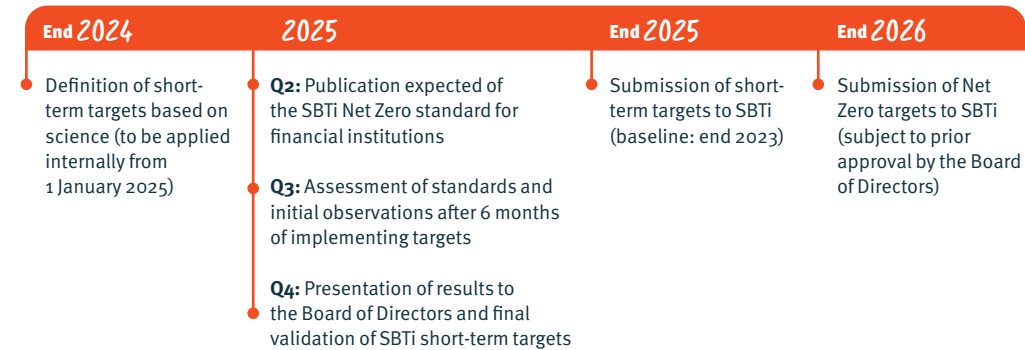 End 2024
Definition of short-
term targets based on
science (to be applied
internally from
1 January 2025)
2025
Q2: Publication expected of
the SBTi Net Zero standard for
financial institutions
Q3: Assessment of standards and
initial observations after 6 months
of implementing targets
Q4: Presentation of results to
the Board of Directors and final
validation of SBTi short-term targets
End 2025
Submission of short-
term targets to SBTi
(baseline: end 2023)
End 2026
Submission of Net
Zero targets to SBTi
(subject to prior
approval by the Board
of Directors)